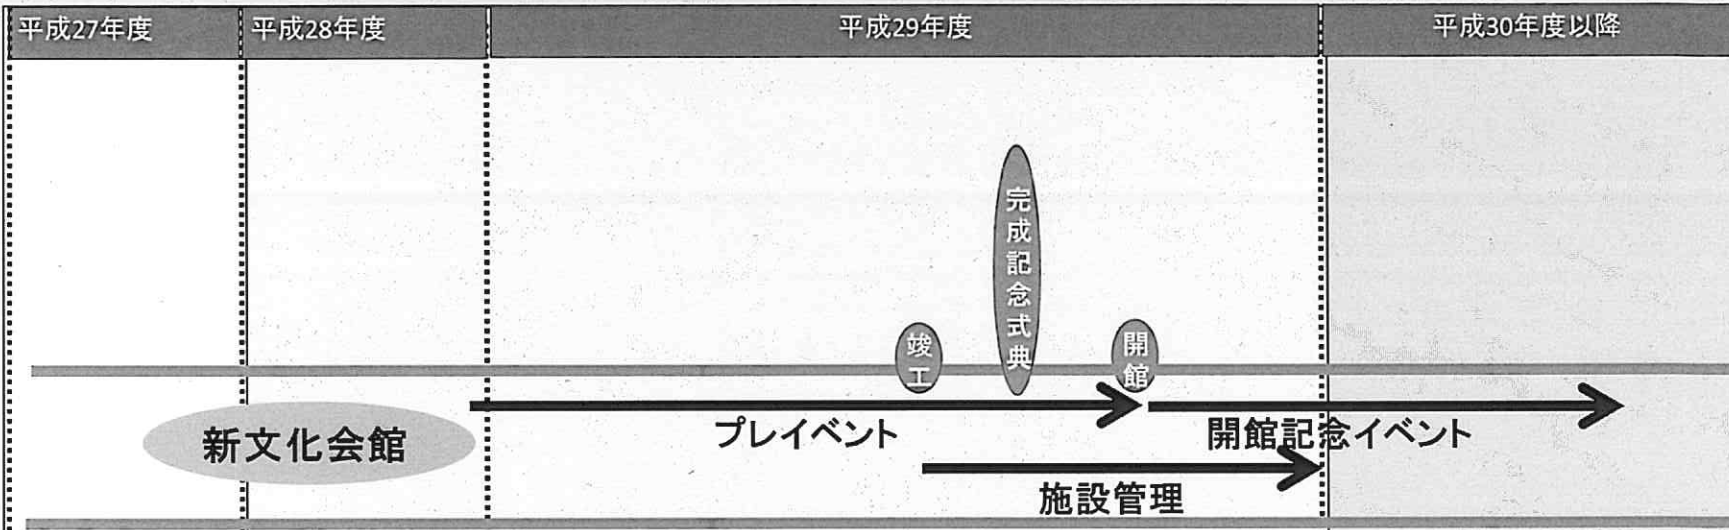 平成27年度
平成28年度
平成29年度
平成30年度以降
完成記念式典
竣工
開館
新文化会館
プレイベント
開館記念イベント
施設管理